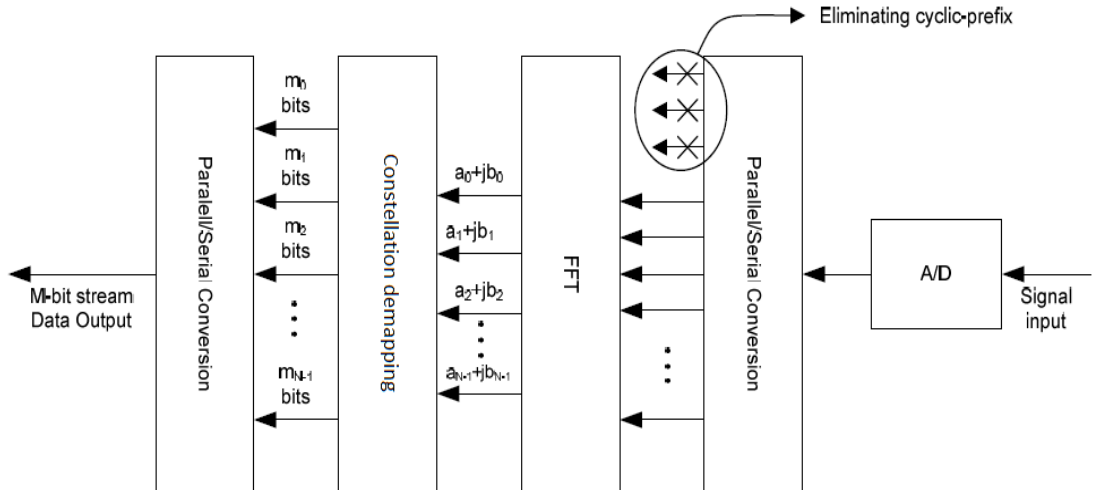 Eliminating cyclic-prefix
m0
bits
m1
bits
m2
bits
mN-1
bits
Paralell/Serial Conversion
Constellation demapping
a0+jb0
a1+jb1
a2+jb2
aN-1+jbN-1
FFT
Parallel/Serial Conversion
A/D
M-bit stream
Data Output
Signal
input